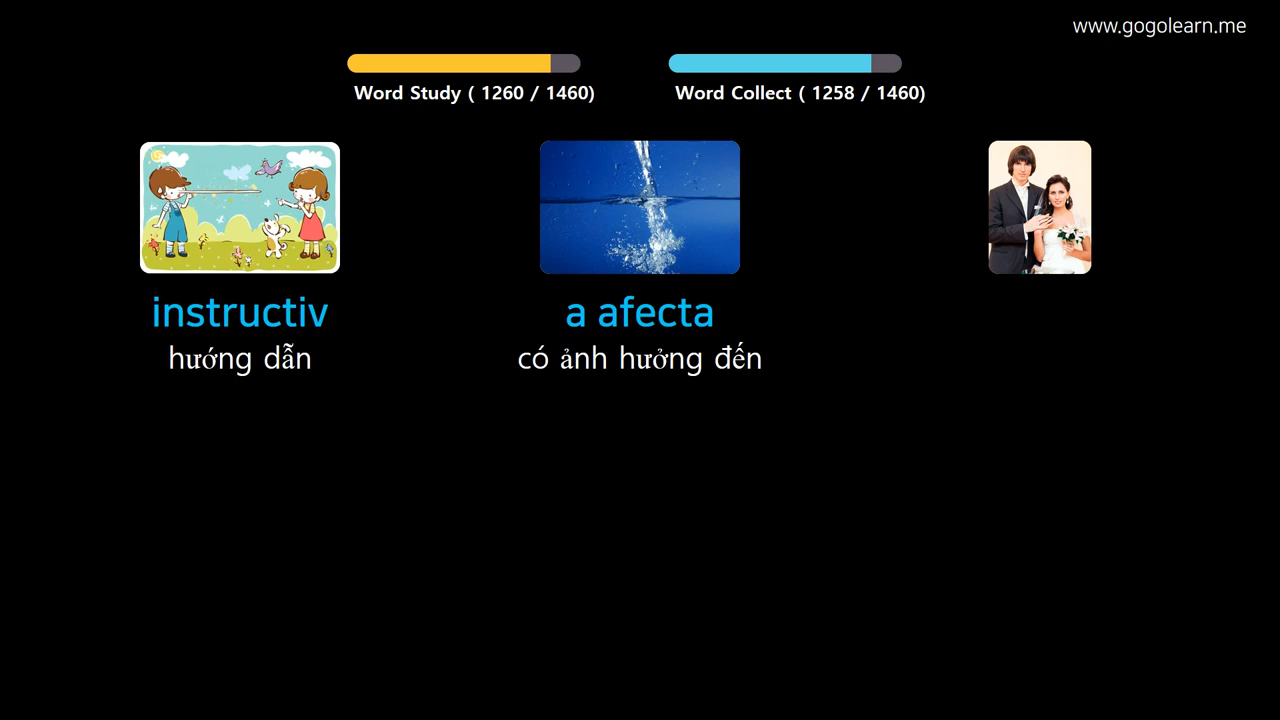 www.gogolearn.me
Word Study ( 1260 / 1460)
Word Collect ( 1258 / 1460)
instructiv
hướng dẫn
a afecta
có ảnh hưởng đến